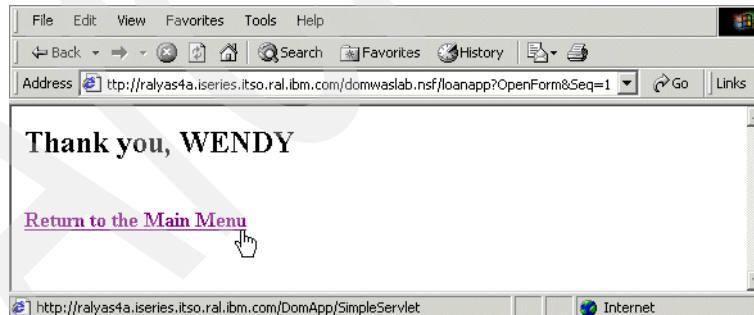 File Edit View Favorites Tools Help
Back Search Favorites History
Address ttp://ralyas4a.iseries.itso.ral.ibm.com/domwaslab.nsf/loanapp?OpenForm&Seq=1 Go Links
Thank you, WENDY
Return to the Main Menu
http://ralyas4a.iseries.itso.ral.ibm.com/DomApp/SimpleServlet Internet